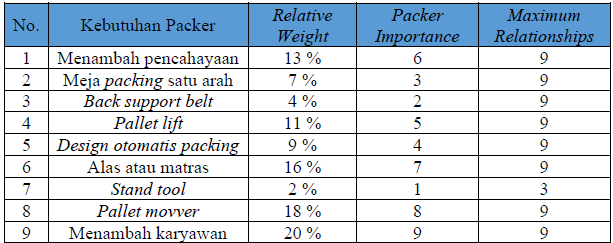 No. Kebutuhan Packer Relative Weight Packer Importance Maximum Relationships
1 Menambah pencahayaan 13 % 6 9
2 Meja packing satu arah 7 % 3 9
3 Back support belt 4 % 2 9
4 Pallet lift 11 % 5 9
5 Design otomatis packing 9 % 4 9
6 Alas atau matras 16 % 7 9
7 Stand tool 2 % 1 3
8 Pallet movver 18 % 8 9
9 Menambah karyawan 20 % 9 9